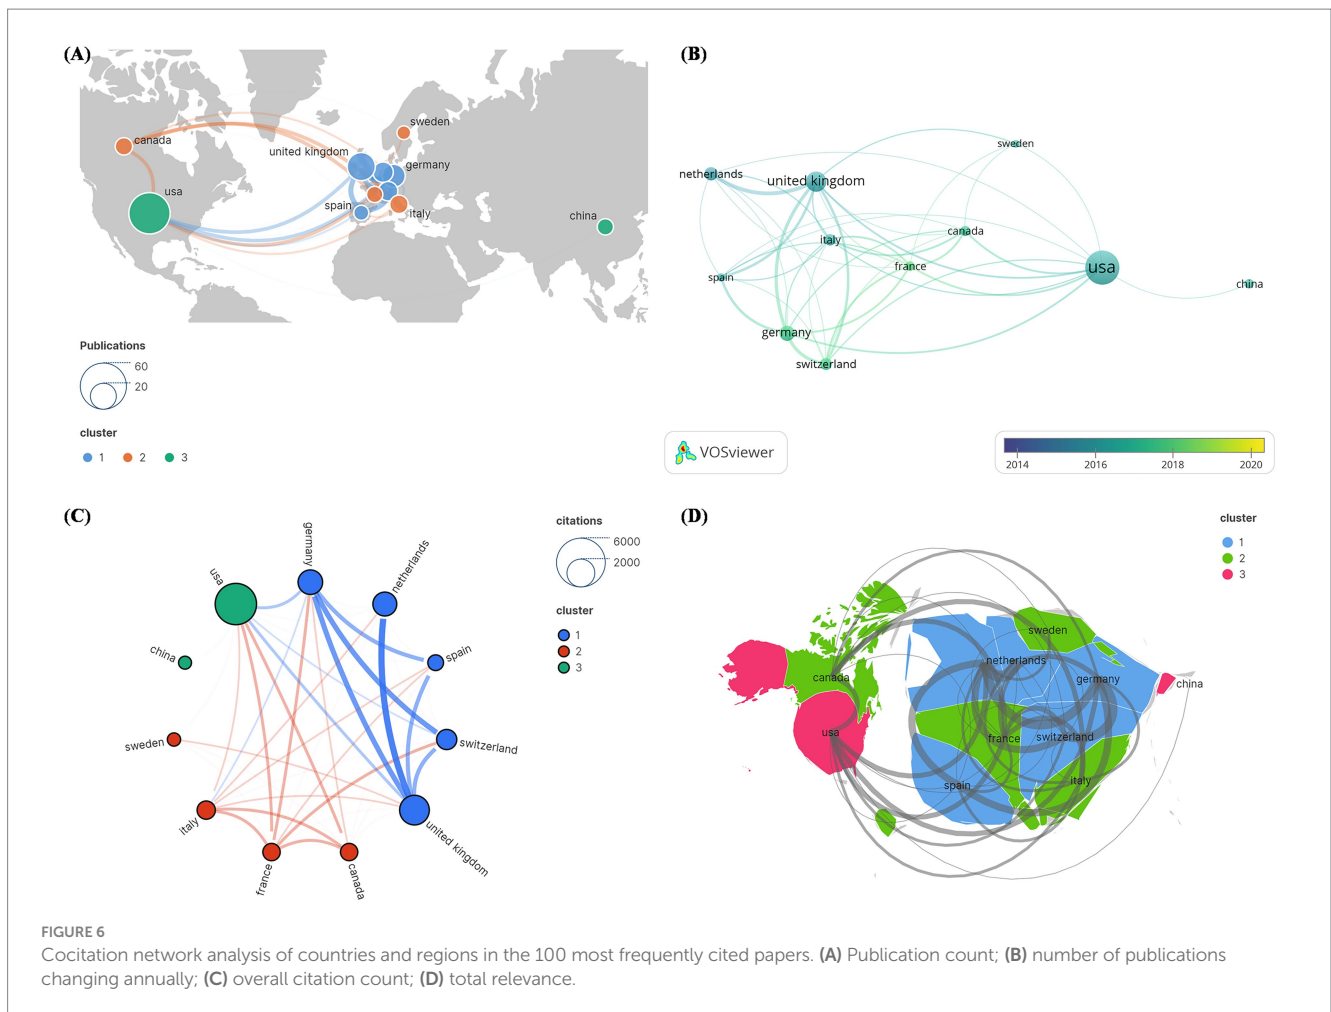 (A)
canada
usa
united kingdom
sweden
germany
spain
italy
china
Publications
60
20
cluster
1 2 3
(B)
sweden
netherlands
united kingdom
canada
italy
france
usa
spain
china
germany
switzerland
VOSviewer
2014 2016 2018 2020
(C)
germany
netherlands
usa
spain
china
switzerland
sweden
italy
united kingdom
france
canada
citations
6000
2000
cluster
1
2
3
(D)
cluster
1
2
3
sweden
netherlands
canada
germany
china
usa
france
switzerland
spain
italy
FIGURE 6
Cocitation network analysis of countries and regions in the 100 most frequently cited papers. (A) Publication count; (B) number of publications
changing annually; (C) overall citation count; (D) total relevance.